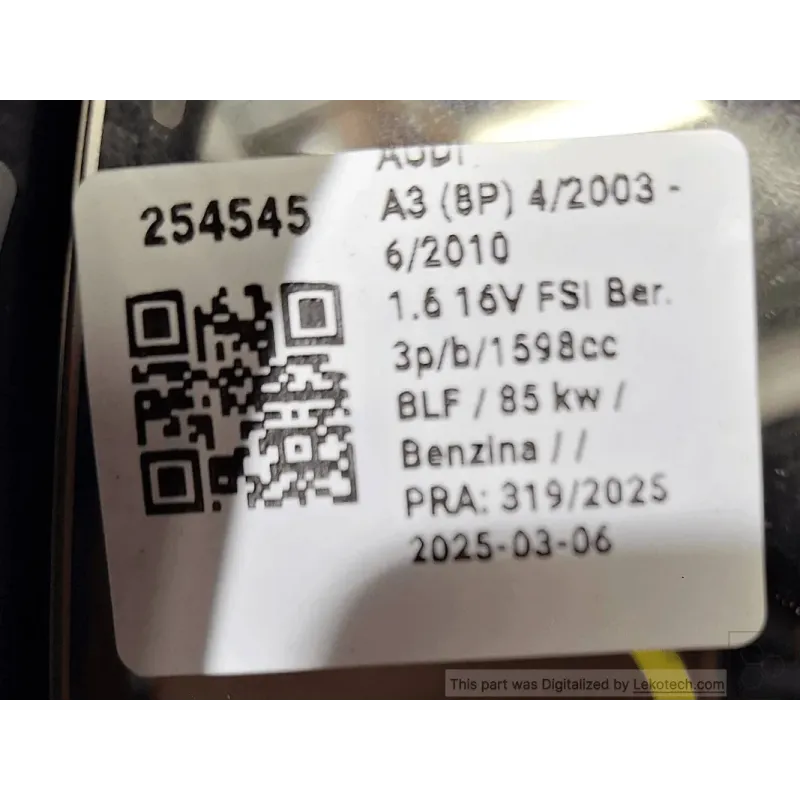 254545
AUDI
A3 (8P) 4/2003 -
6/2010
1.6 16V FSI Ber.
3p/b/1598cc
BLF / 85 kw /
Benzina / /
PRA: 319/2025
2025-03-06
This part was Digitalized by Lekotech.com